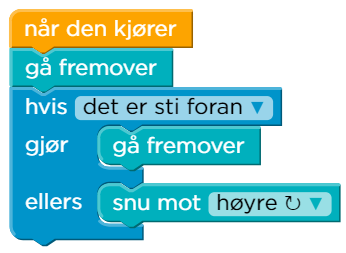 når den kjører
gå fremover
hvis det er sti foran ▼
gjør gå fremover
ellers snu mot høyre ↻ ▼